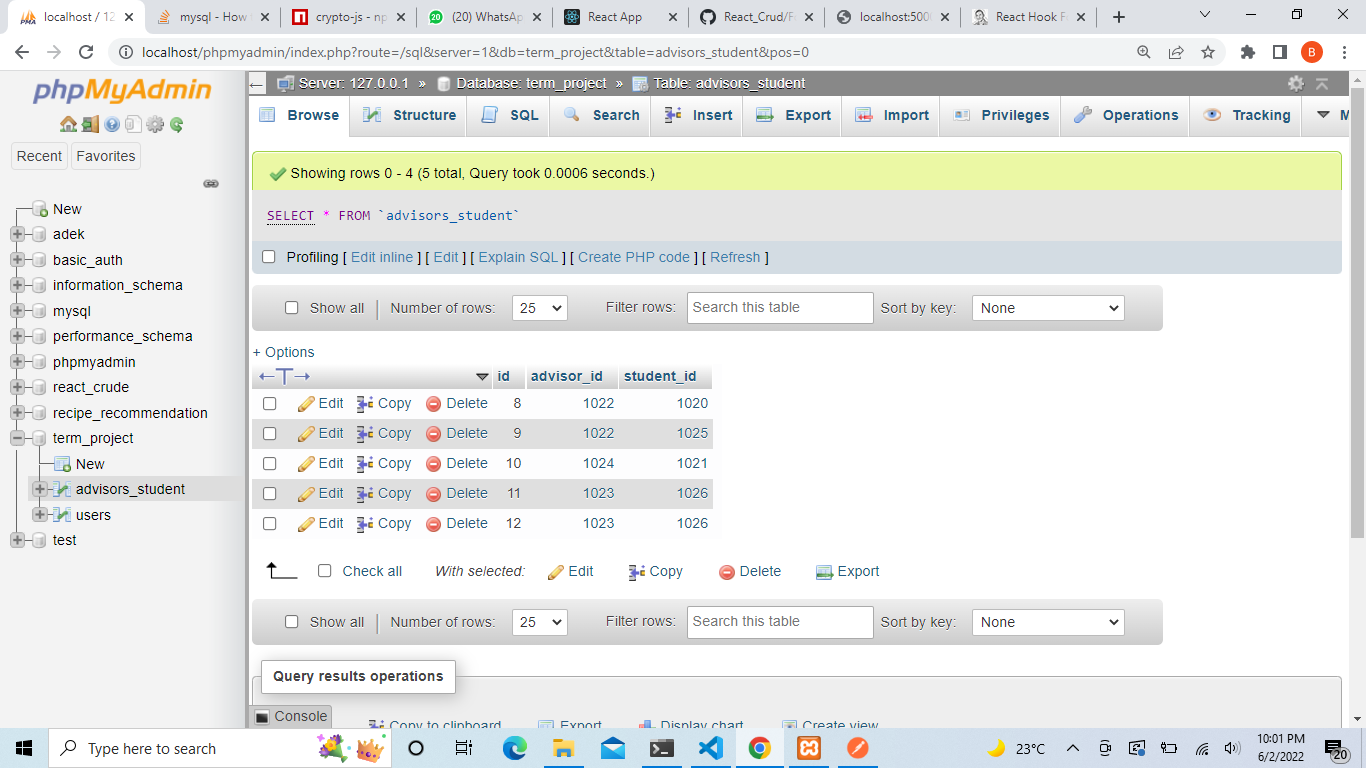 localhost / 12
mysql - How t
crypto-js - np
(20) WhatsAp
React App
React_Crud/Fr
localhost:5000
React Hook Fo
localhost/phpmyadmin/index.php?route=/sql&server=1&db=term_project&table=advisors_student&pos=0
B
phpMyAdmin
Recent
Favorites
New
adek
basic_auth
information_schema
mysql
performance_schema
phpmyadmin
react_crude
recipe_recommendation
term_project
New
advisors_student
users
test
Server: 127.0.0.1 » Database: term_project » Table: advisors_student
Browse Structure SQL Search Insert Export Import Privileges Operations Tracking M
Showing rows 0 - 4 (5 total, Query took 0.0006 seconds.)
SELECT * FROM `advisors_student`
Profiling [ Edit inline ] [ Edit ] [ Explain SQL ] [ Create PHP code ] [ Refresh ]
Show all | Number of rows: 25 Filter rows: Search this table Sort by key: None
+ Options
←T→ id advisor_id student_id
Edit Copy Delete 8 1022 1020
Edit Copy Delete 9 1022 1025
Edit Copy Delete 10 1024 1021
Edit Copy Delete 11 1023 1026
Edit Copy Delete 12 1023 1026
Check all With selected: Edit Copy Delete Export
Show all | Number of rows: 25 Filter rows: Search this table Sort by key: None
Query results operations
Console
Copy to clipboard Export Display chart Create view
Type here to search
23°C
10:01 PM
6/2/2022
20